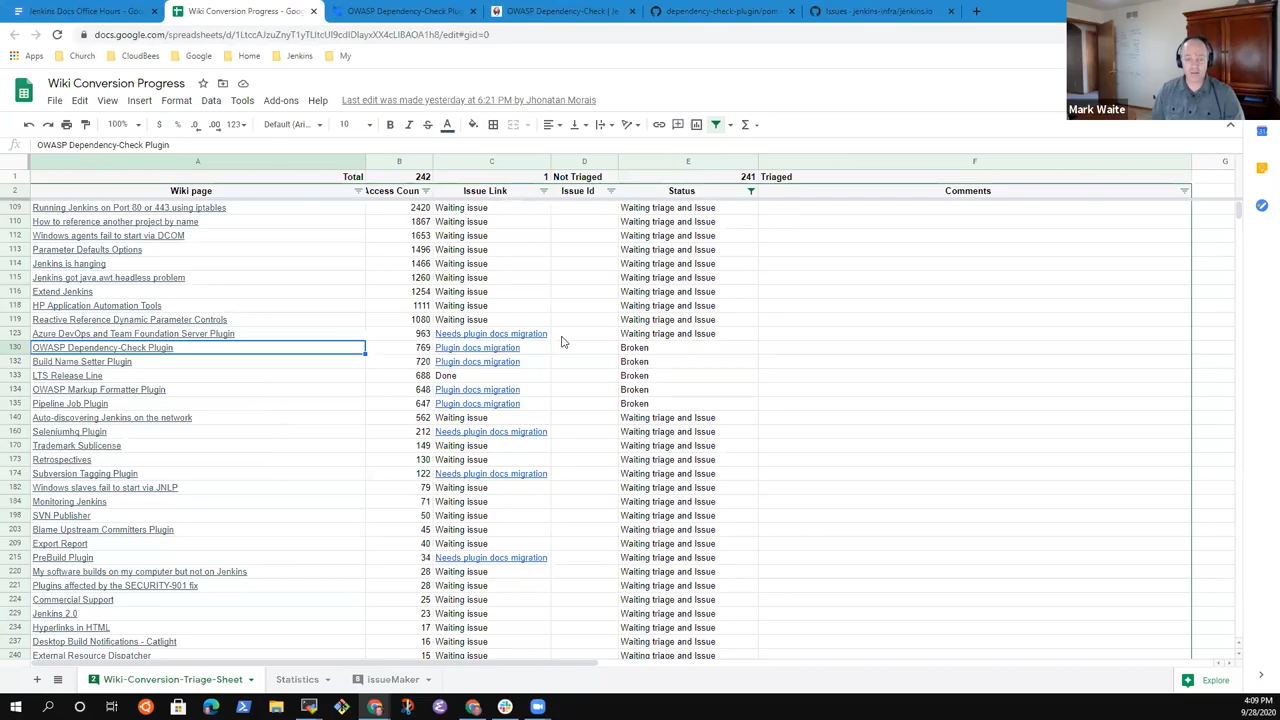 Jenkins Docs Office Hours - Goo
Wiki Conversion Progress - Goog
OWASP Dependency-Check Plug
OWASP Dependency-Check | Je
dependency-check-plugin/pom
Issues · jenkins-infra/jenkins.io
docs.google.com/spreadsheets/d/
Apps Church CloudBees Google Home Jenkins My
Wiki Conversion Progress
File Edit View Insert Format Data Tools Add-ons Help Last edit was made yesterday at 6:21 PM by Jhonatan Morais
Mark Waite
100% $ % .0 .00 123 Default (Ari... 10 B I S A
fx OWASP Dependency-Check Plugin
A B C D E F G
1 Total 242 1 Not Triaged 241 Triaged
2 Wiki page Access Coun Issue Link Issue Id Status Comments
109 Running Jenkins on Port 80 or 443 using iptables 2420 Waiting issue Waiting triage and Issue
110 How to reference another project by name 1867 Waiting issue Waiting triage and Issue
112 Windows agents fail to start via DCOM 1653 Waiting issue Waiting triage and Issue
113 Parameter Defaults Options 1496 Waiting issue Waiting triage and Issue
114 Jenkins is hanging 1466 Waiting issue Waiting triage and Issue
115 Jenkins got java.awt.headless problem 1260 Waiting issue Waiting triage and Issue
116 Extend Jenkins 1254 Waiting issue Waiting triage and Issue
118 HP Application Automation Tools 1111 Waiting issue Waiting triage and Issue
119 Reactive Reference Dynamic Parameter Controls 1080 Waiting issue Waiting triage and Issue
123 Azure DevOps and Team Foundation Server Plugin 963 Needs plugin docs migration Waiting triage and Issue
130 OWASP Dependency-Check Plugin 769 Plugin docs migration Broken
132 Build Name Setter Plugin 720 Plugin docs migration Broken
133 LTS Release Line 688 Done Broken
134 OWASP Markup Formatter Plugin 648 Plugin docs migration Broken
135 Pipeline Job Plugin 647 Plugin docs migration Broken
140 Auto-discovering Jenkins on the network 562 Waiting issue Waiting triage and Issue
160 Seleniumhq Plugin 212 Needs plugin docs migration Waiting triage and Issue
170 Trademark Sublicense 149 Waiting issue Waiting triage and Issue
173 Retrospectives 130 Waiting issue Waiting triage and Issue
174 Subversion Tagging Plugin 122 Needs plugin docs migration Waiting triage and Issue
182 Windows slaves fail to start via JNLP 79 Waiting issue Waiting triage and Issue
184 Monitoring Jenkins 71 Waiting issue Waiting triage and Issue
198 SVN Publisher 50 Waiting issue Waiting triage and Issue
203 Blame Upstream Committers Plugin 45 Waiting issue Waiting triage and Issue
209 Export Report 40 Waiting issue Waiting triage and Issue
215 PreBuild Plugin 34 Needs plugin docs migration Waiting triage and Issue
220 My software builds on my computer but not on Jenkins 28 Waiting issue Waiting triage and Issue
221 Plugins affected by the SECURITY-901 fix 28 Waiting issue Waiting triage and Issue
224 Commercial Support 25 Waiting issue Waiting triage and Issue
229 Jenkins 2.0 23 Waiting issue Waiting triage and Issue
234 Hyperlinks in HTML 17 Waiting issue Waiting triage and Issue
237 Desktop Build Notifications - Catlight 16 Waiting issue Waiting triage and Issue
240 External Resource Dispatcher 15 Waiting issue Waiting triage and Issue
2 Wiki-Conversion-Triage-Sheet Statistics 8 issueMaker Explore
4:09 PM
9/28/2020